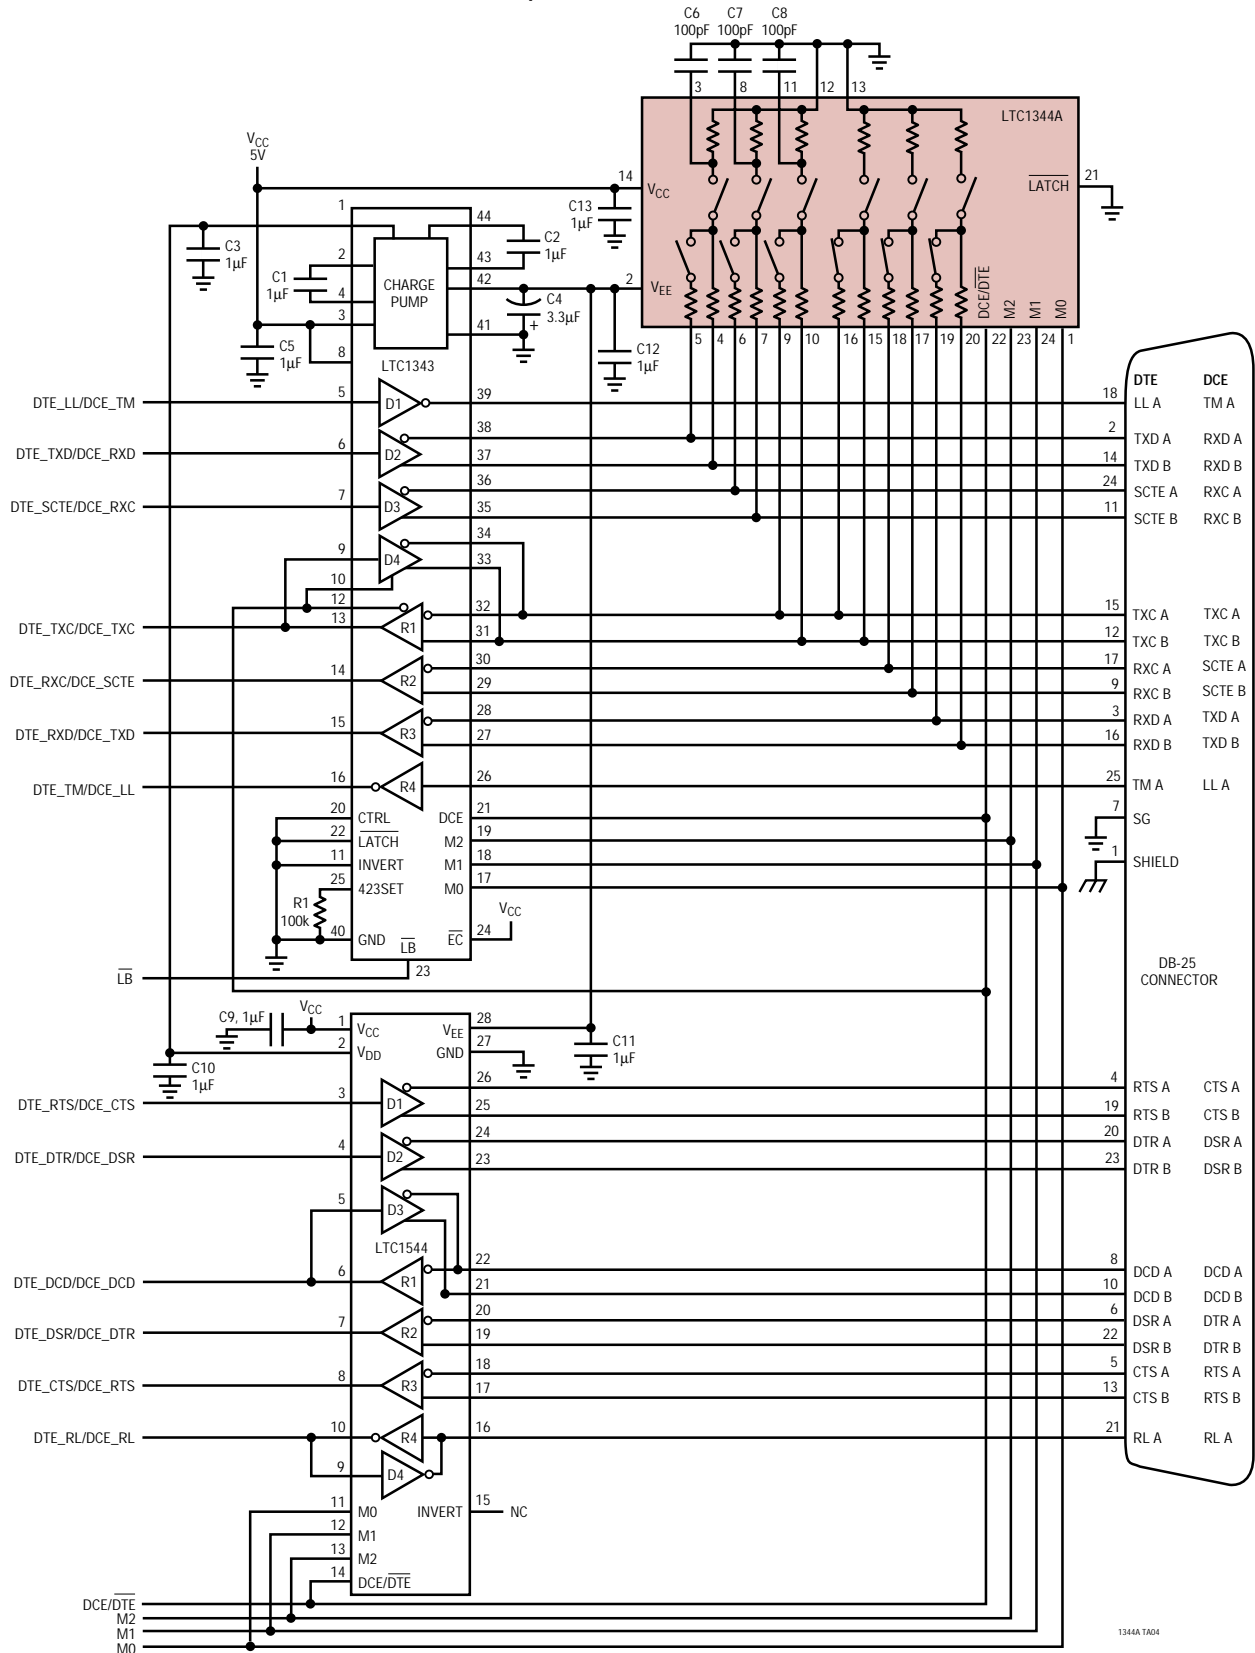 C6 C7 C8
100pF 100pF 100pF
3 8 11 12 13
LTC1344A
VCC
5V
14
VCC
LATCH
21
C13
1µF
1
44
C3
1µF
C2
1µF
2
43
C1
1µF
CHARGE
PUMP
42
2
VEE
4
C4
3.3µF
+
3
41
DCE/DTE
M2
M1
M0
C5
1µF
8
C12
1µF
5 4 6 7 9 10 16 15 18 17 19 20 22 23 24 1
LTC1343
DTE DCE
DTE_LL/DCE_TM 5 D1 39 18 LL A TM A
38 2 TXD A RXD A
DTE_TXD/DCE_RXD 6 D2 37 14 TXD B RXD B
36 24 SCTE A RXC A
DTE_SCTE/DCE_RXC 7 D3 35 11 SCTE B RXC B
34
9 D4 33
10
12 32 15 TXC A TXC A
DTE_TXC/DCE_TXC 13 R1 31 12 TXC B TXC B
30 17 RXC A SCTE A
DTE_RXC/DCE_SCTE 14 R2 29 9 RXC B SCTE B
28 3 RXD A TXD A
DTE_RXD/DCE_TXD 15 R3 27 16 RXD B TXD B
DTE_TM/DCE_LL 16 R4 26 25 TM A LL A
20 CTRL DCE 21 7 SG
22 LATCH M2 19
11 INVERT M1 18 1 SHIELD
25 423SET M0 17
R1
100k
VCC
40 GND LB EC 24
LB 23
DB-25
CONNECTOR
C9, 1µF VCC 1 VCC VEE 28
2 VDD GND 27
C11
1µF
C10
1µF
26 4 RTS A CTS A
DTE_RTS/DCE_CTS 3 D1 25 19 RTS B CTS B
24 20 DTR A DSR A
DTE_DTR/DCE_DSR 4 D2 23 23 DTR B DSR B
5 D3
LTC1544
22 8 DCD A DCD A
DTE_DCD/DCE_DCD 6 R1 21 10 DCD B DCD B
20 6 DSR A DTR A
DTE_DSR/DCE_DTR 7 R2 19 22 DSR B DTR B
18 5 CTS A RTS A
DTE_CTS/DCE_RTS 8 R3 17 13 CTS B RTS B
DTE_RL/DCE_RL 10 R4 16 21 RL A RL A
9 D4
11 M0 INVERT 15 NC
12 M1
13 M2
14 DCE/DTE
DCE/DTE
M2
M1
M0
1344A TA04